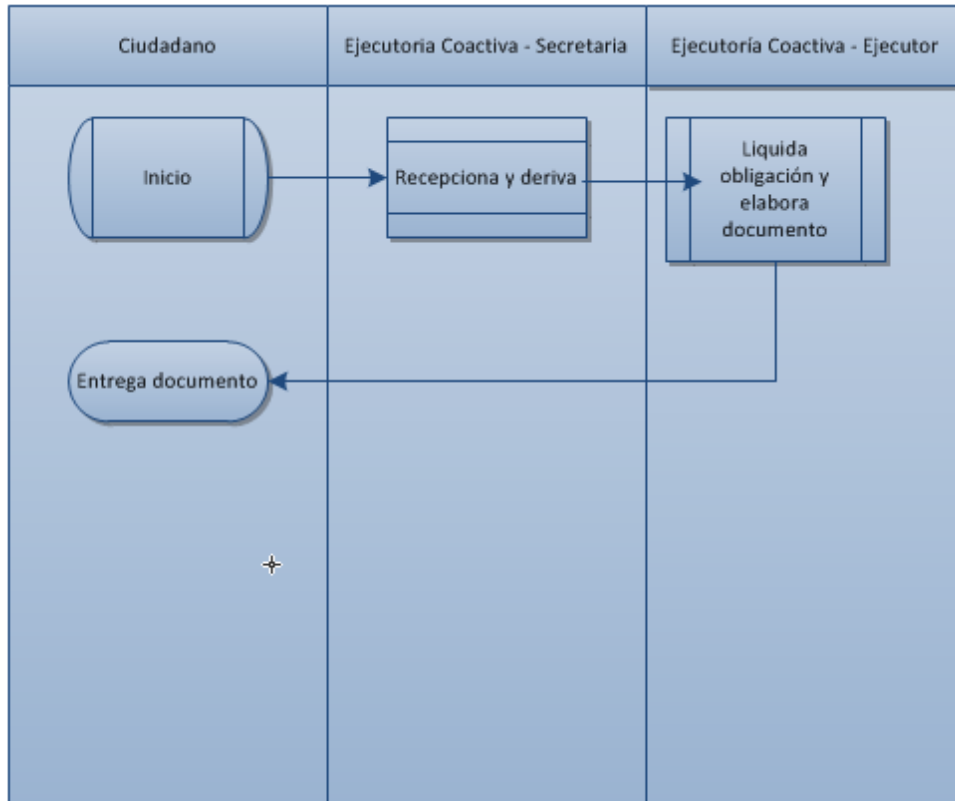 Ciudadano
Ejecutoria Coactiva - Secretaria
Ejecutoría Coactiva - Ejecutor
Inicio
Recepciona y deriva
Liquida
obligación y
elabora
documento
Entrega documento